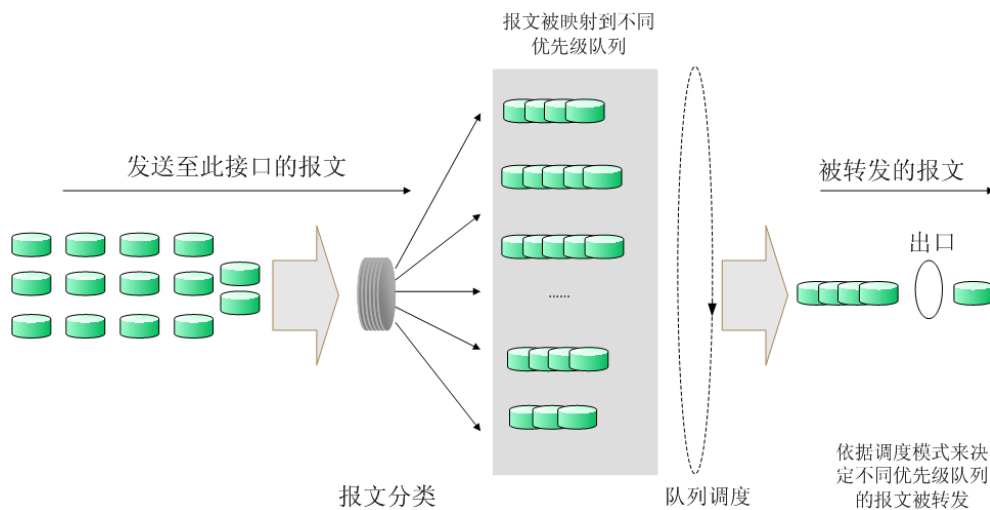 报文被映射到不同
优先级队列
发送至此接口的报文
被转发的报文
出口
......
报文分类
队列调度
依据调度模式来决
定不同优先级队列
的报文被转发